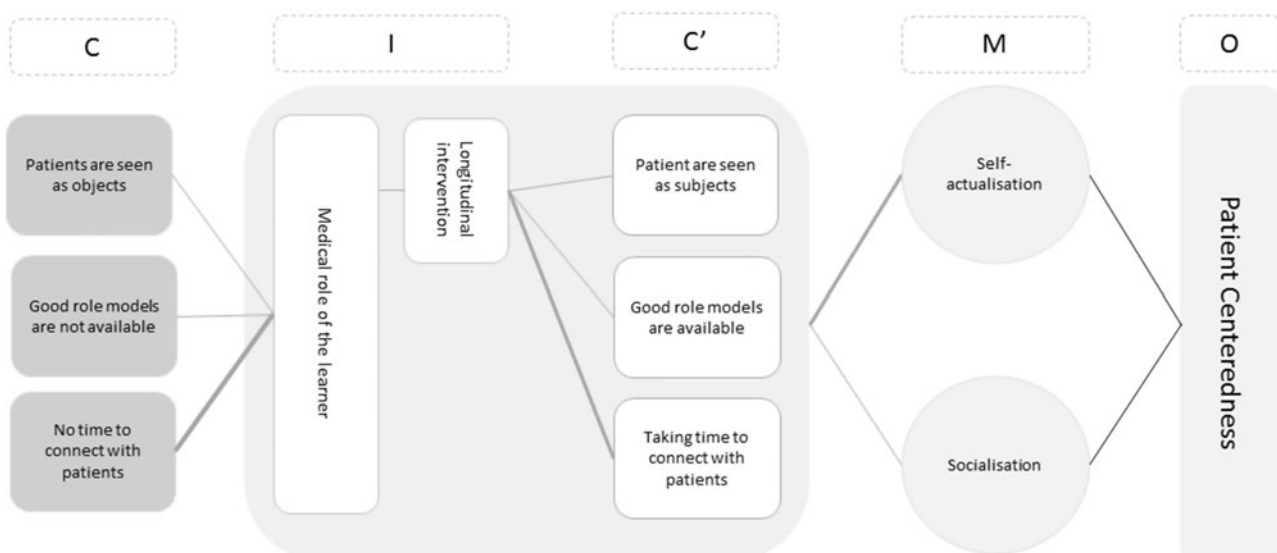 C
I
C’
M
O
Patients are seen
as objects
Good role models
are not available
No time to
connect with
patients
Medical role of the learner
Longitudinal
intervention
Patient are seen
as subjects
Good role models
are available
Taking time to
connect with
patients
Self-
actualisation
Socialisation
Patient Centeredness